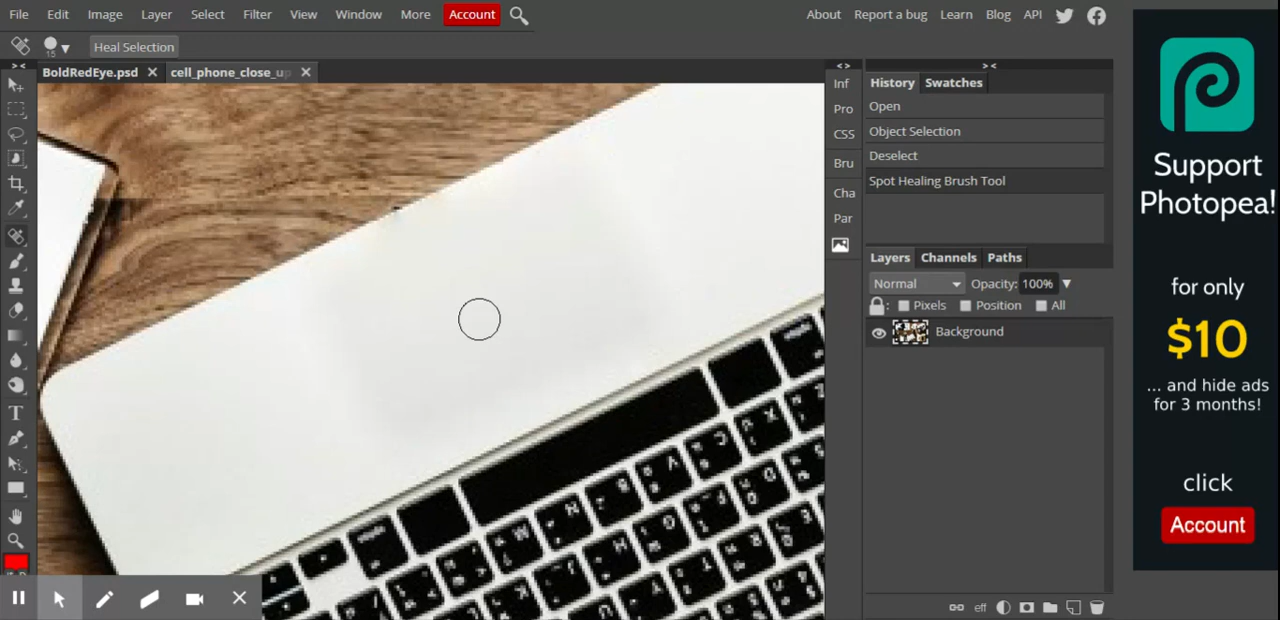 File Edit Image Layer Select Filter View Window More Account About Report a bug Learn Blog API
15 Heal Selection
BoldRedEye.psd cell_phone_close_up
Inf
Pro
CSS
Bru
Cha
Par
History Swatches
Open
Object Selection
Deselect
Spot Healing Brush Tool
Layers Channels Paths
Normal Opacity: 100%
Pixels Position All
Background
eff
Support
Photopea!
for only
$10
... and hide ads
for 3 months!
click
Account